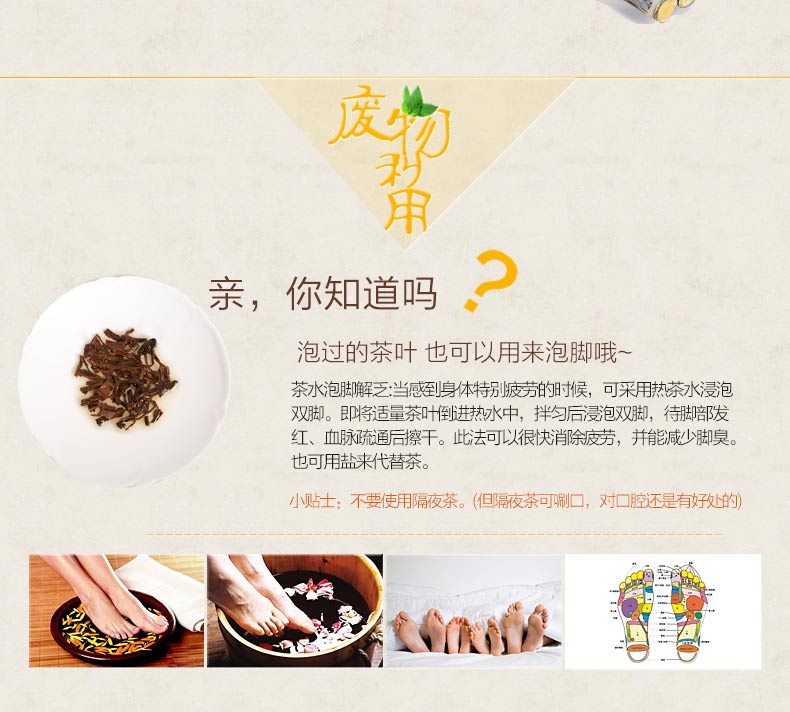 废物
利
用
亲，你知道吗？
泡过的茶叶 也可以用来泡脚哦~
茶水泡脚解乏:当感到身体特别疲劳的时候，可采用热茶水浸泡
双脚。即将适量茶叶倒进热水中，拌匀后浸泡双脚，待脚部发
红、血脉疏通后擦干。此法可以很快消除疲劳，并能减少脚臭。
也可用盐来代替茶。
小贴士：不要使用隔夜茶。(但隔夜茶可涮口，对口腔还是有好处的)